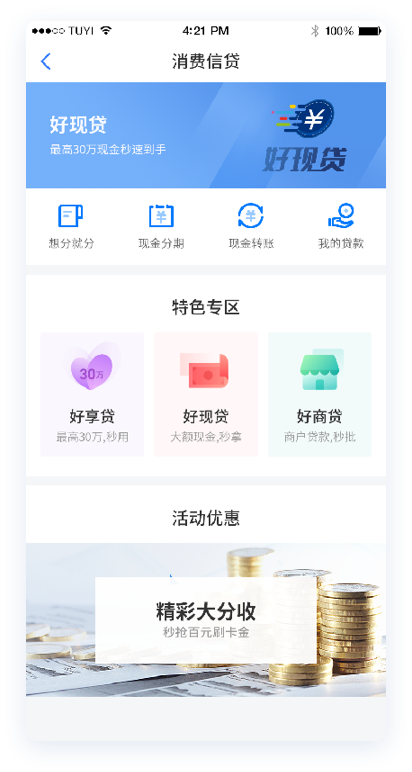 TUYI 4:21 PM 100%
消费信贷
好现贷
最高30万现金秒速到手
¥
好现贷
想分就分 现金分期 现金转账 我的贷款
特色专区
30万
好享贷 好现贷 好商贷
最高30万,秒用 大额现金,秒拿 商户贷款,秒批
活动优惠
精彩大分收
秒抢百元刷卡金